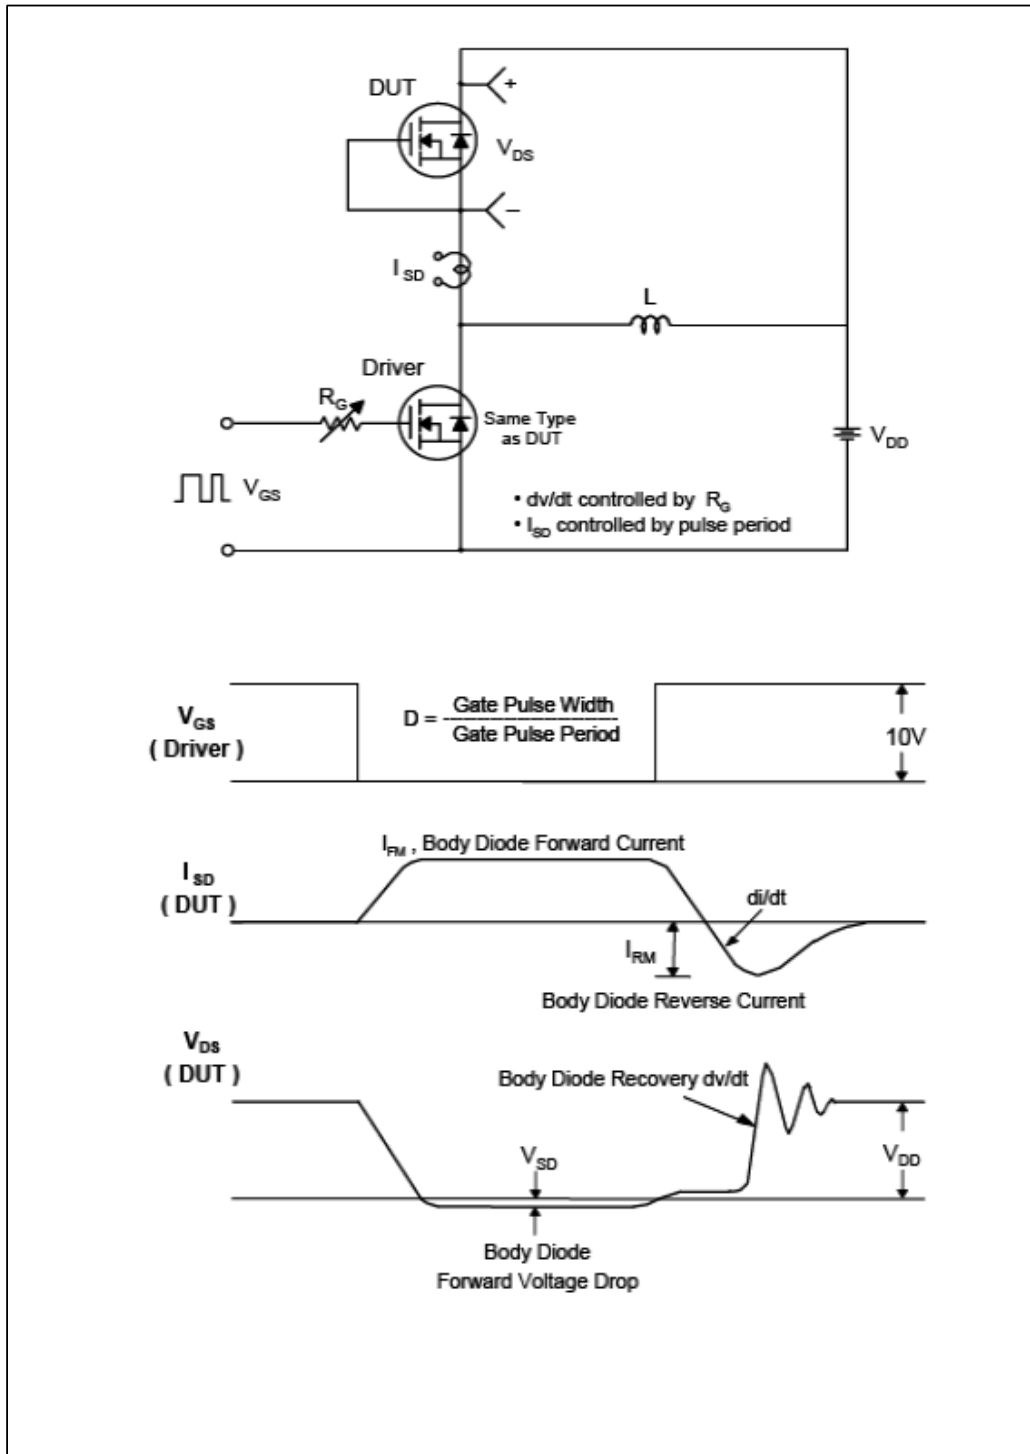 DUT
+
V_DS
–
I_SD
L
Driver
R_G
Same Type
as DUT
V_DD
V_GS
• dv/dt controlled by R_G
• I_SD controlled by pulse period
V_GS
( Driver )
D = Gate Pulse Width
Gate Pulse Period
10V
I_FM , Body Diode Forward Current
I_SD
( DUT )
di/dt
I_RM
Body Diode Reverse Current
V_DS
( DUT )
Body Diode Recovery dv/dt
V_SD
V_DD
Body Diode
Forward Voltage Drop